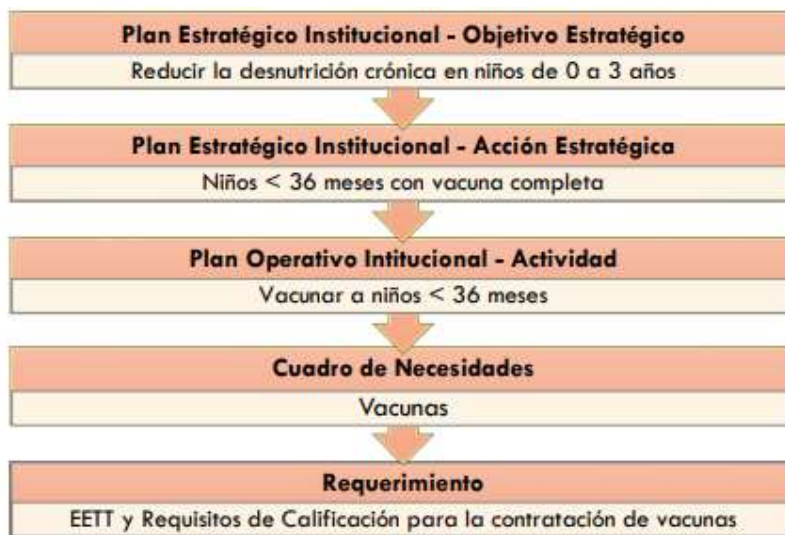 Plan Estratégico Institucional - Objetivo Estratégico
Reducir la desnutrición crónica en niños de 0 a 3 años
Plan Estratégico Institucional - Acción Estratégica
Niños < 36 meses con vacuna completa
Plan Operativo Intitucional - Actividad
Vacunar a niños < 36 meses
Cuadro de Necesidades
Vacunas
Requerimiento
EETT y Requisitos de Calificación para la contratación de vacunas